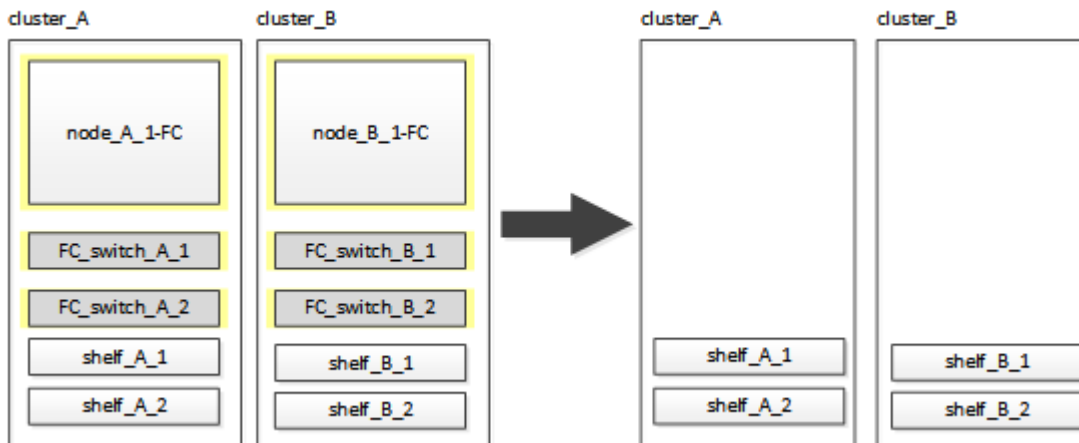 cluster_A
cluster_B
cluster_A
cluster_B
node_A_1-FC
node_B_1-FC
FC_switch_A_1
FC_switch_B_1
FC_switch_A_2
FC_switch_B_2
shelf_A_1
shelf_B_1
shelf_A_1
shelf_B_1
shelf_A_2
shelf_B_2
shelf_A_2
shelf_B_2